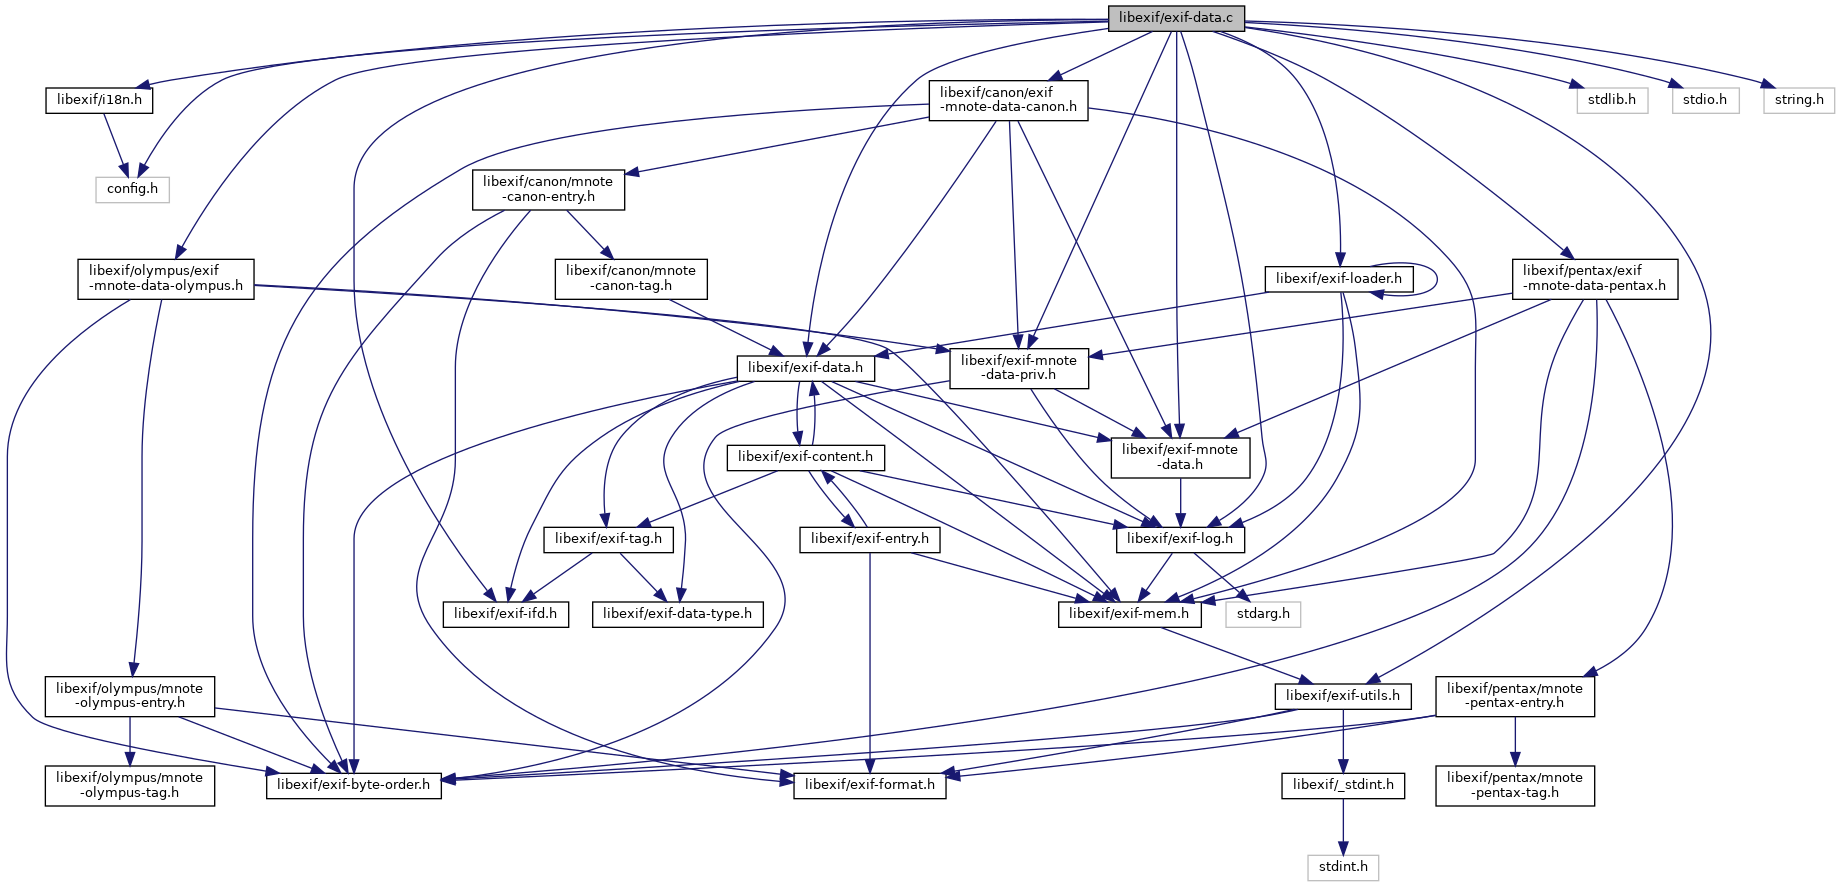 libexif/exif-data.c
libexif/i18n.h
libexif/canon/exif
-mnote-data-canon.h
stdlib.h
stdio.h
string.h
config.h
libexif/canon/mnote
-canon-entry.h
libexif/olympus/exif
-mnote-data-olympus.h
libexif/canon/mnote
-canon-tag.h
libexif/exif-loader.h
libexif/pentax/exif
-mnote-data-pentax.h
libexif/exif-data.h
libexif/exif-mnote
-data-priv.h
libexif/exif-content.h
libexif/exif-mnote
-data.h
libexif/exif-tag.h
libexif/exif-entry.h
libexif/exif-log.h
libexif/exif-ifd.h
libexif/exif-data-type.h
libexif/exif-mem.h
stdarg.h
libexif/olympus/mnote
-olympus-entry.h
libexif/exif-utils.h
libexif/pentax/mnote
-pentax-entry.h
libexif/olympus/mnote
-olympus-tag.h
libexif/exif-byte-order.h
libexif/exif-format.h
libexif/_stdint.h
libexif/pentax/mnote
-pentax-tag.h
stdint.h